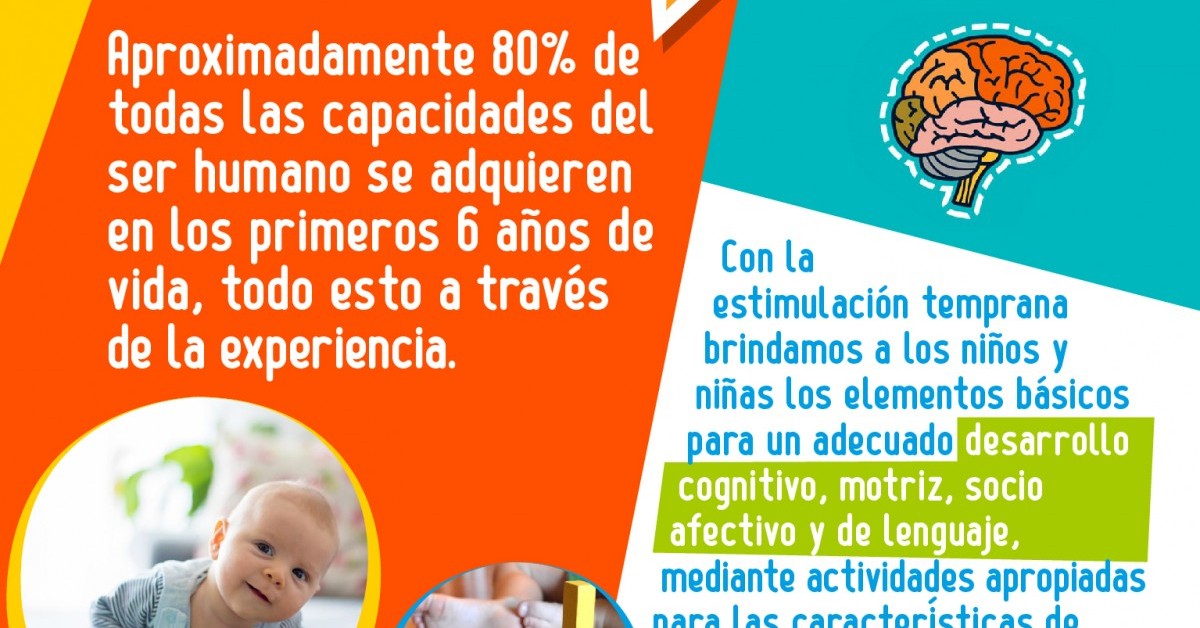 Aproximadamente 80% de
todas las capacidades del
ser humano se adquieren
en los primeros 6 años de
vida, todo esto a través
de la experiencia.
Con la
estimulación temprana
brindamos a los niños y
niñas los elementos básicos
para un adecuado desarrollo
cognitivo, motriz, socio
afectivo y de lenguaje,
mediante actividades apropiadas
para las características de